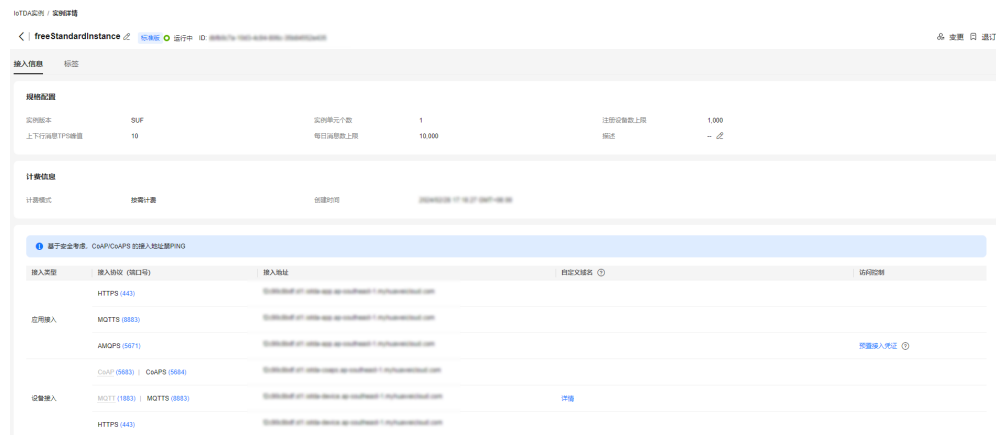 IoTDA实例 / 实例详情
freeStandardInstance 标准版 运行中 ID: 变更 退订
接入信息 标签
规格配置
实例版本 SUF 实例单元个数 1 注册设备数上限 1,000
上下行消息TPS峰值 10 每日消息数上限 10,000 描述 --
计费信息
计费模式 按需计费 创建时间
基于安全考虑，CoAP/CoAPS 的接入地址禁PING
接入类型 接入协议（端口号） 接入地址 自定义域名 访问控制
HTTPS (443)
应用接入 MQTTS (8883)
AMQPS (5671) 预置接入凭证
CoAP (5683) | CoAPS (5684)
设备接入 MQTT (1883) | MQTTS (8883) 详情
HTTPS (443)